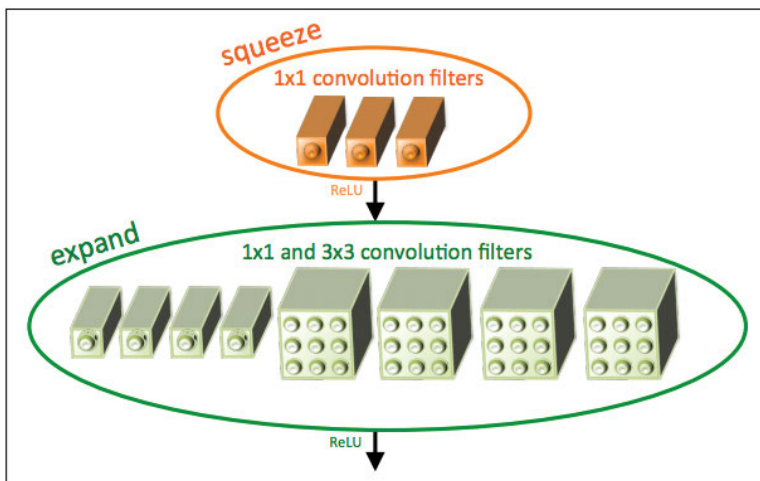 squeeze
1x1 convolution filters
ReLU
expand
1x1 and 3x3 convolution filters
ReLU